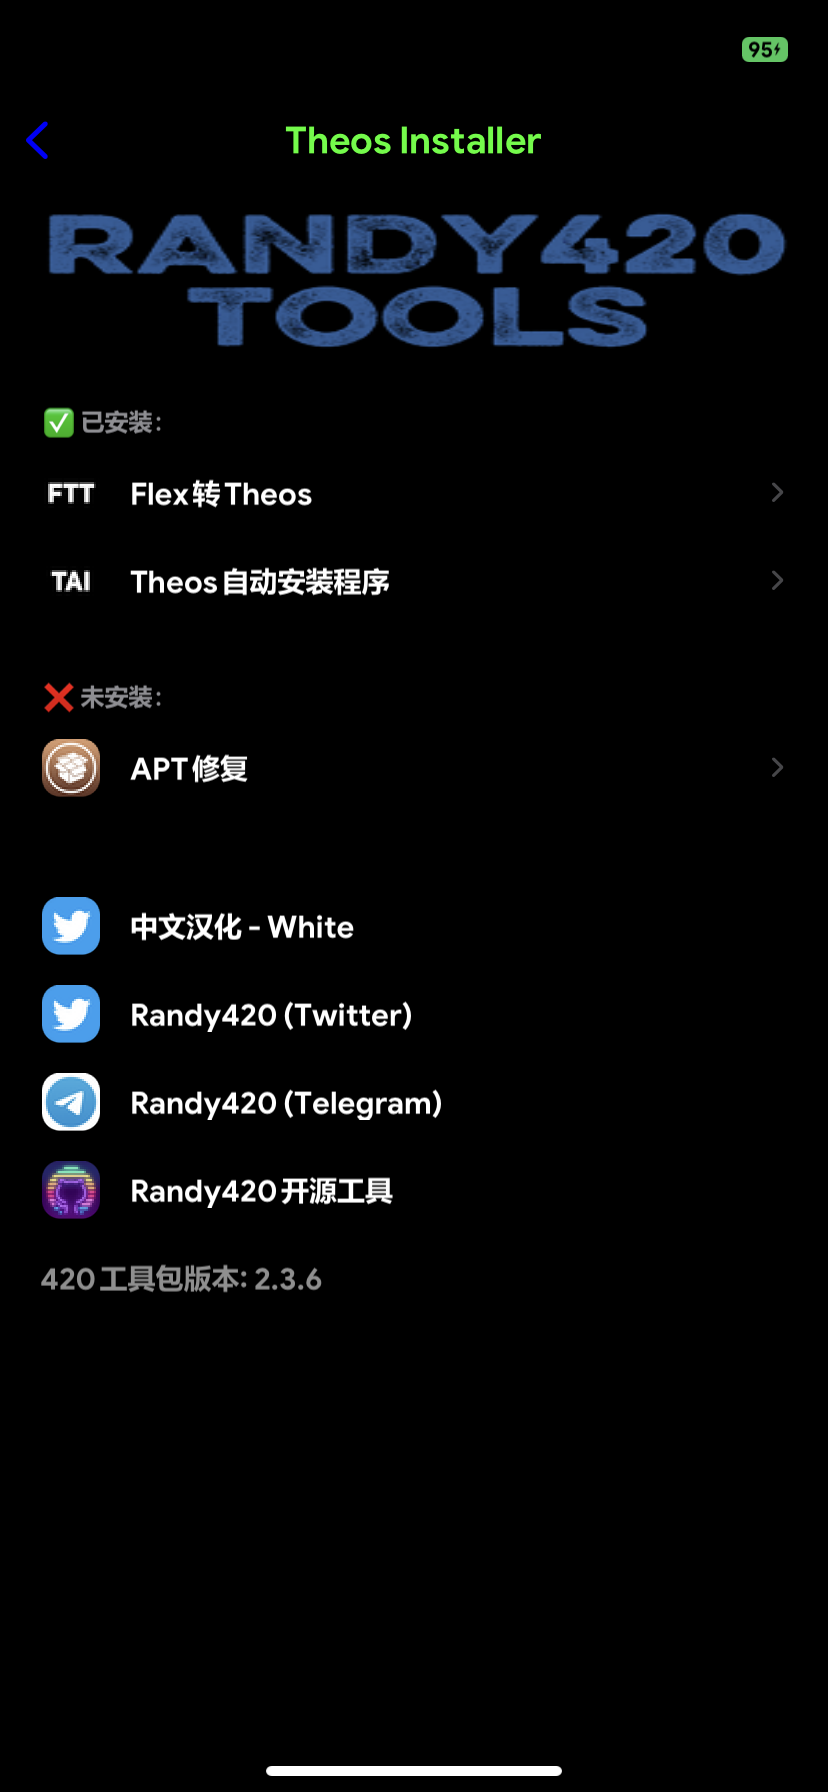 95
Theos Installer
RANDY420
TOOLS
✅ 已安装：
FTT Flex转Theos
TAI Theos自动安装程序
❌ 未安装：
APT修复
中文汉化 - White
Randy420 (Twitter)
Randy420 (Telegram)
Randy420开源工具
420工具包版本: 2.3.6